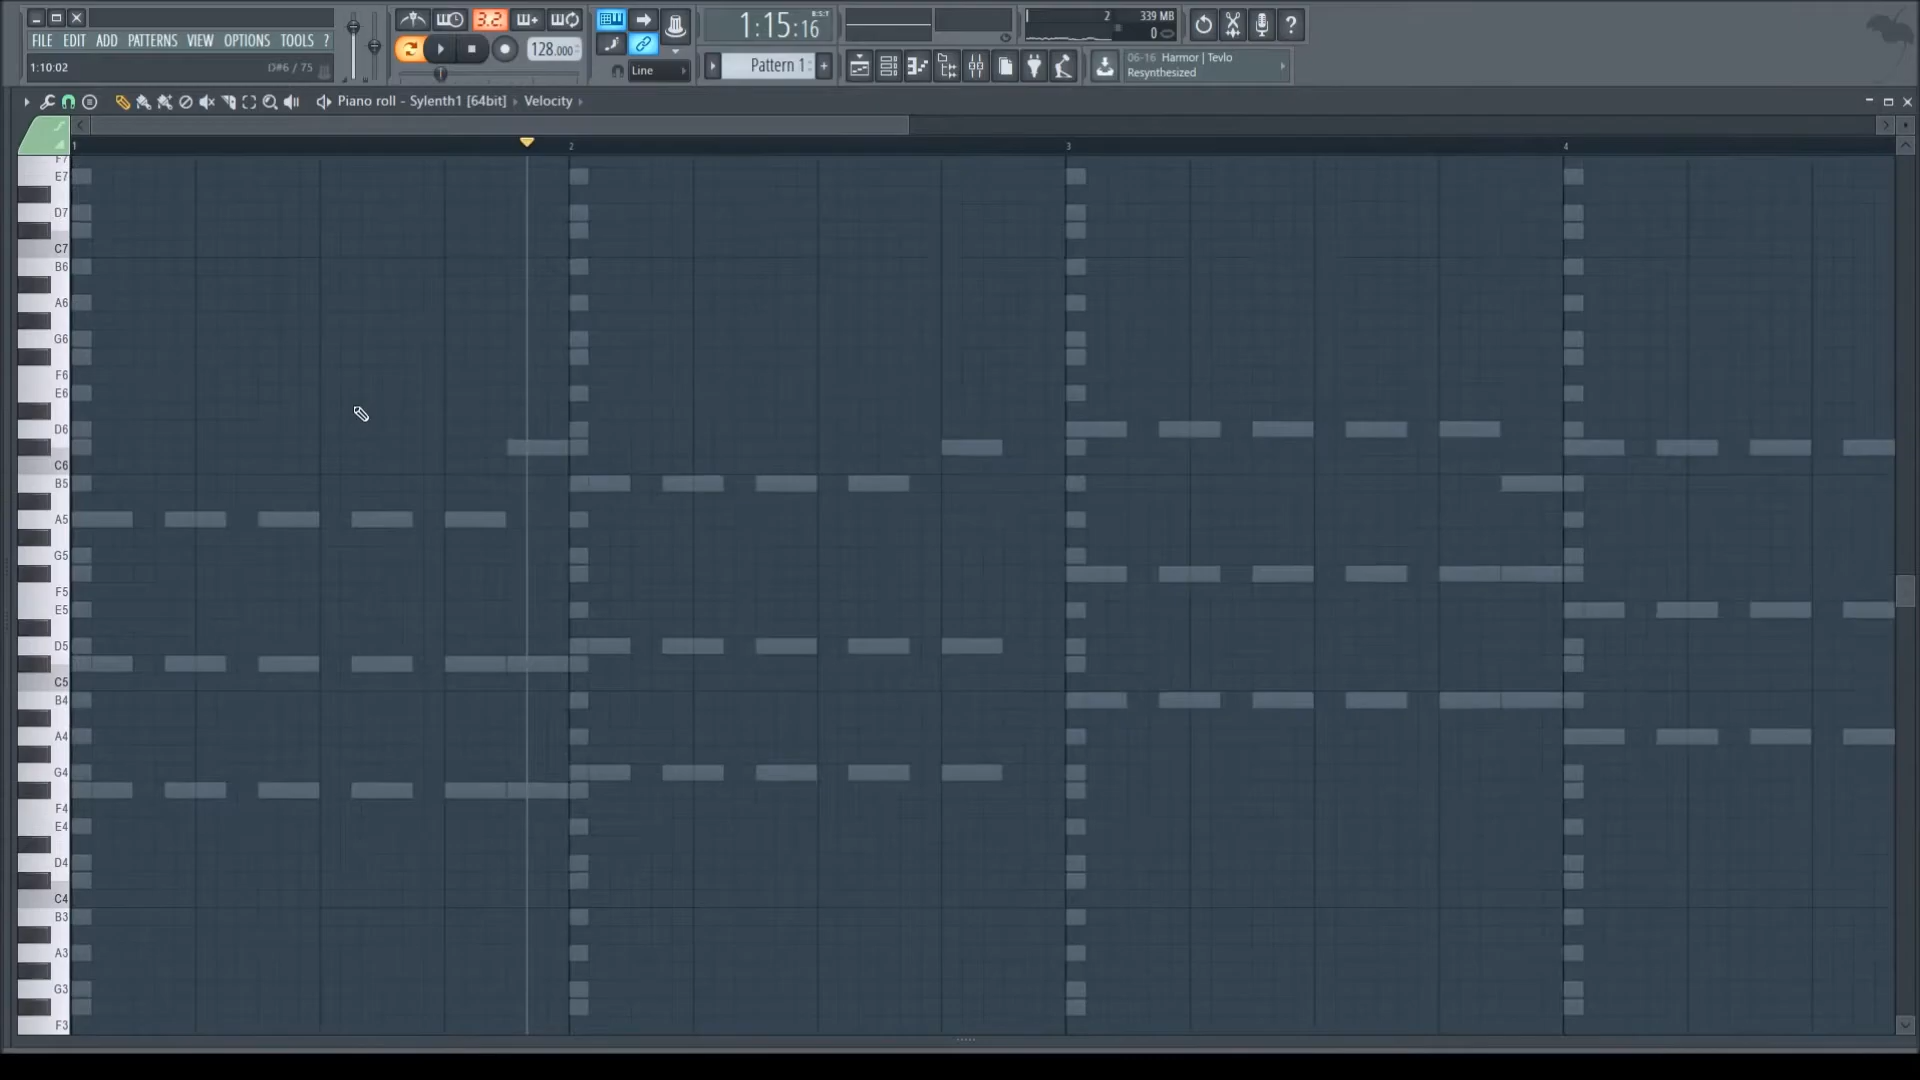 3.2
1:15:16
B:S:T
2
339 MB
0
?
FILE EDIT ADD PATTERNS VIEW OPTIONS TOOLS ?
128.000
Line
Pattern 1
+
06-16 Harmor | Tevlo
Resynthesized
1:10:02
D#6 / 75
Piano roll - Sylenth1 [64bit] › Velocity ›
1
2
3
4
F7
E7
D7
C7
B6
A6
G6
F6
E6
D6
C6
B5
A5
G5
F5
E5
D5
C5
B4
A4
G4
F4
E4
D4
C4
B3
A3
G3
F3